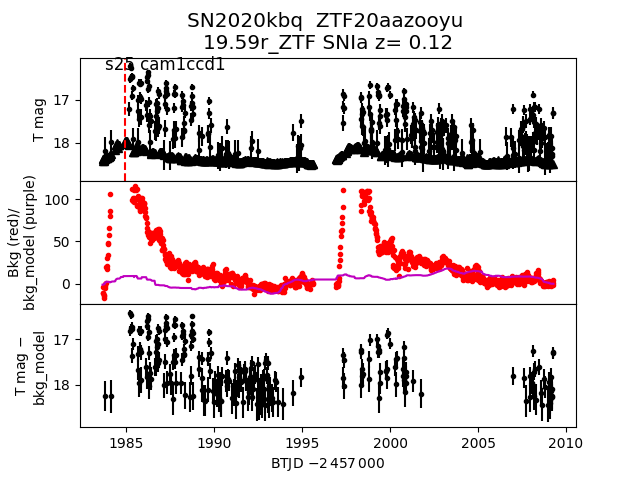 SN2020kbq ZTF20aazooyu
19.59r_ZTF SNIa z= 0.12
s25 cam1ccd1
17
18
T mag
100
50
0
Bkg (red)/
bkg_model (purple)
17
18
T mag −
bkg_model
1985 1990 1995 2000 2005 2010
BTJD −2 457 000